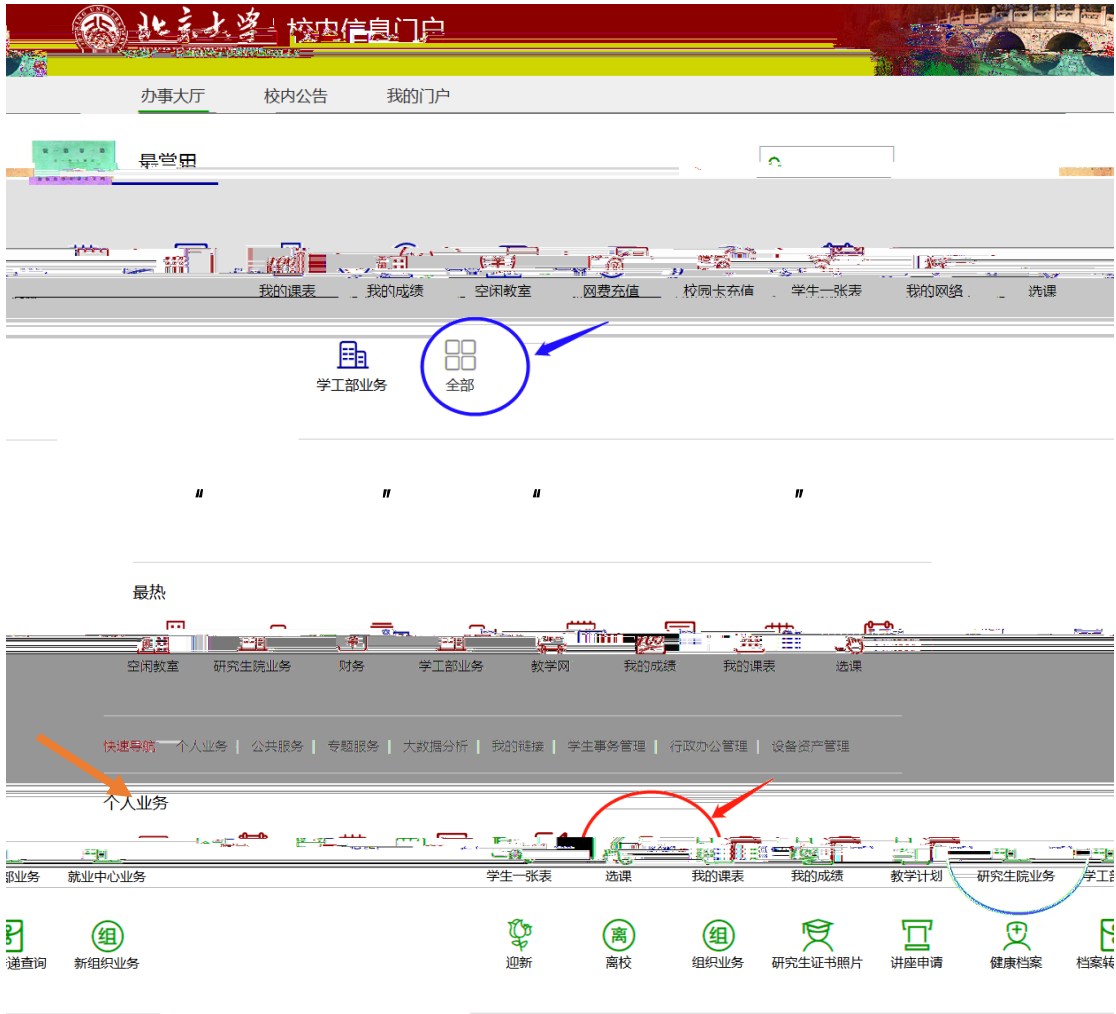 北京大学 校内信息门户
办事大厅 校内公告 我的门户
最常用
我的课表 我的成绩 空闲教室 网费充值 校园卡充值 学生一张表 我的网络 选课
学工部业务 全部
“ ” “ ”
最热
空闲教室 研究生院业务 财务 学工部业务 教学网 我的成绩 我的课表 选课
快速导航 个人业务 | 公共服务 | 专题服务 | 大数据分析 | 我的链接 | 学生事务管理 | 行政办公管理 | 设备资产管理
个人业务
部业务 就业中心业务 学生一张表 选课 我的课表 我的成绩 教学计划 研究生院业务 学工部
组 离 组
递查询 新组织业务 迎新 离校 组织业务 研究生证书照片 讲座申请 健康档案 档案转